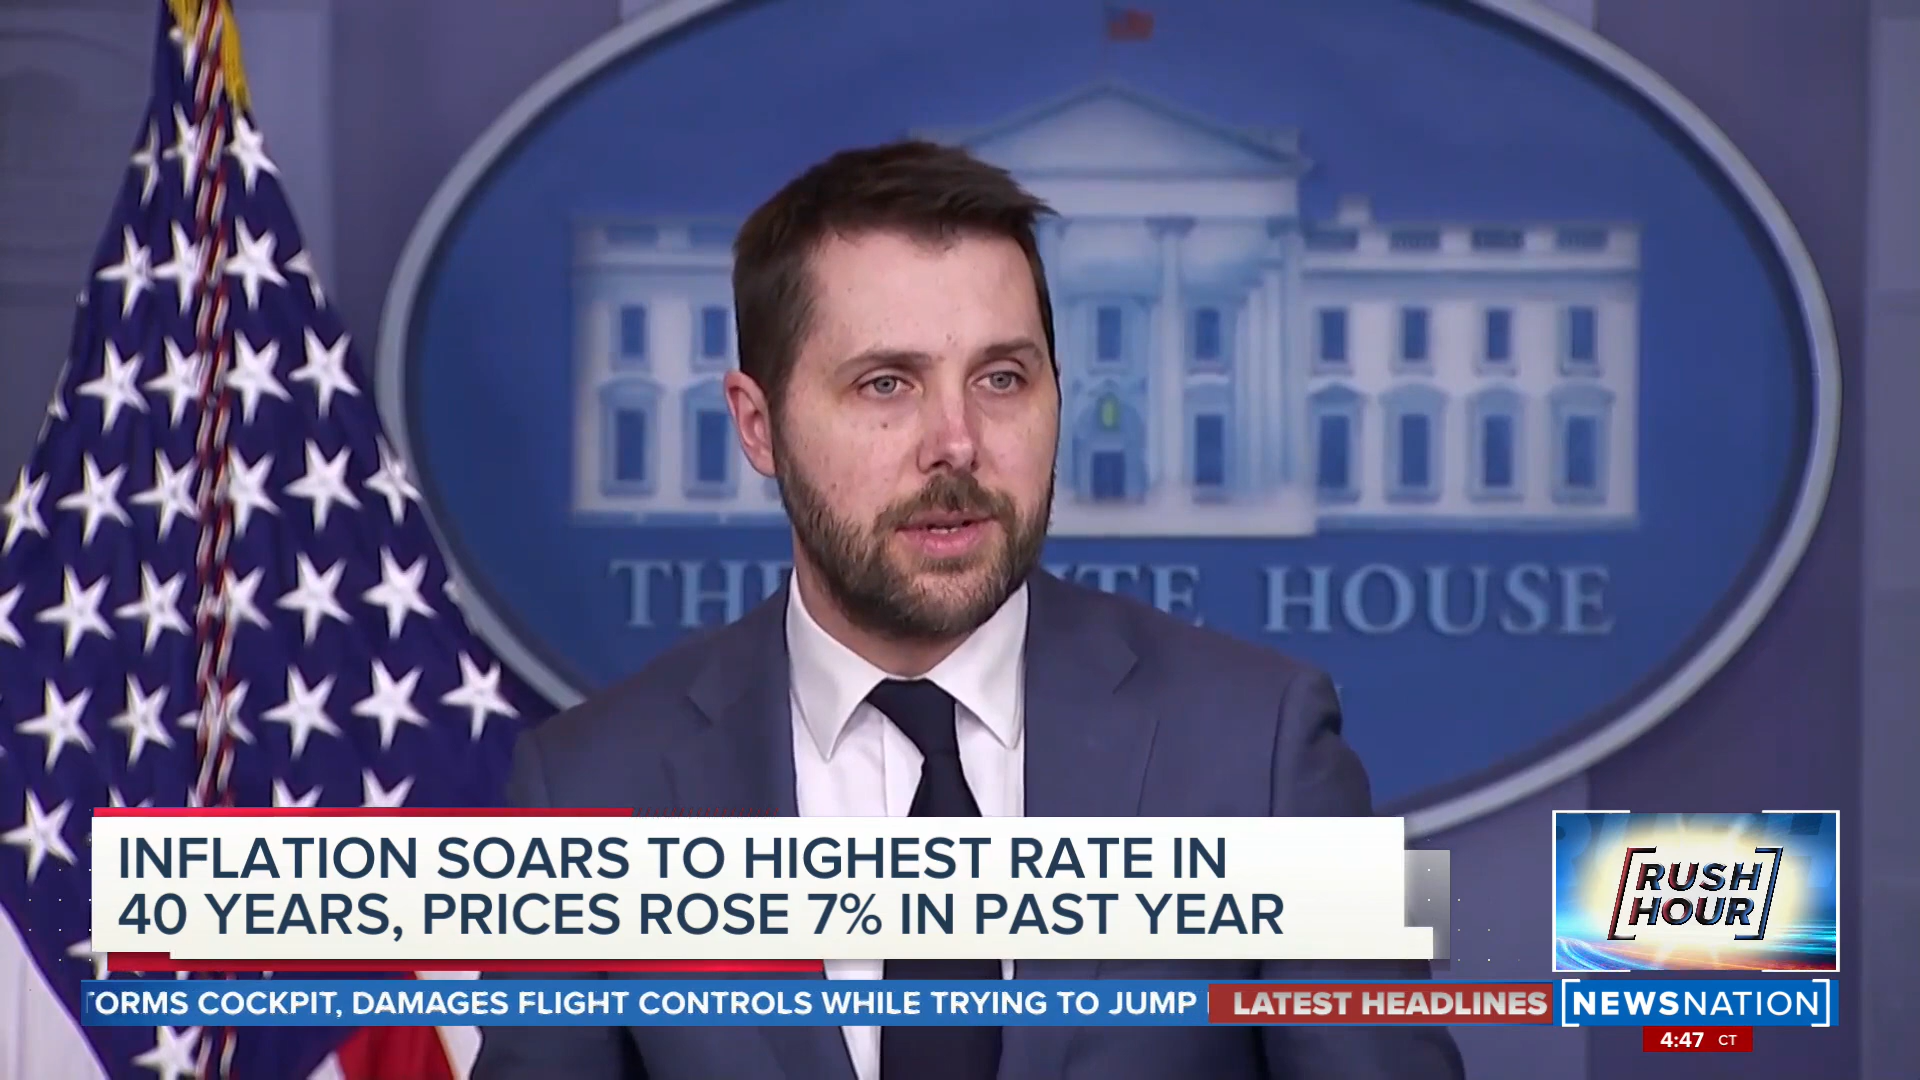 THE HOUSE
INFLATION SOARS TO HIGHEST RATE IN
40 YEARS, PRICES ROSE 7% IN PAST YEAR
RUSH
HOUR
ORMS COCKPIT, DAMAGES FLIGHT CONTROLS WHILE TRYING TO JUMP
LATEST HEADLINES
NEWSNATION
4:47 CT